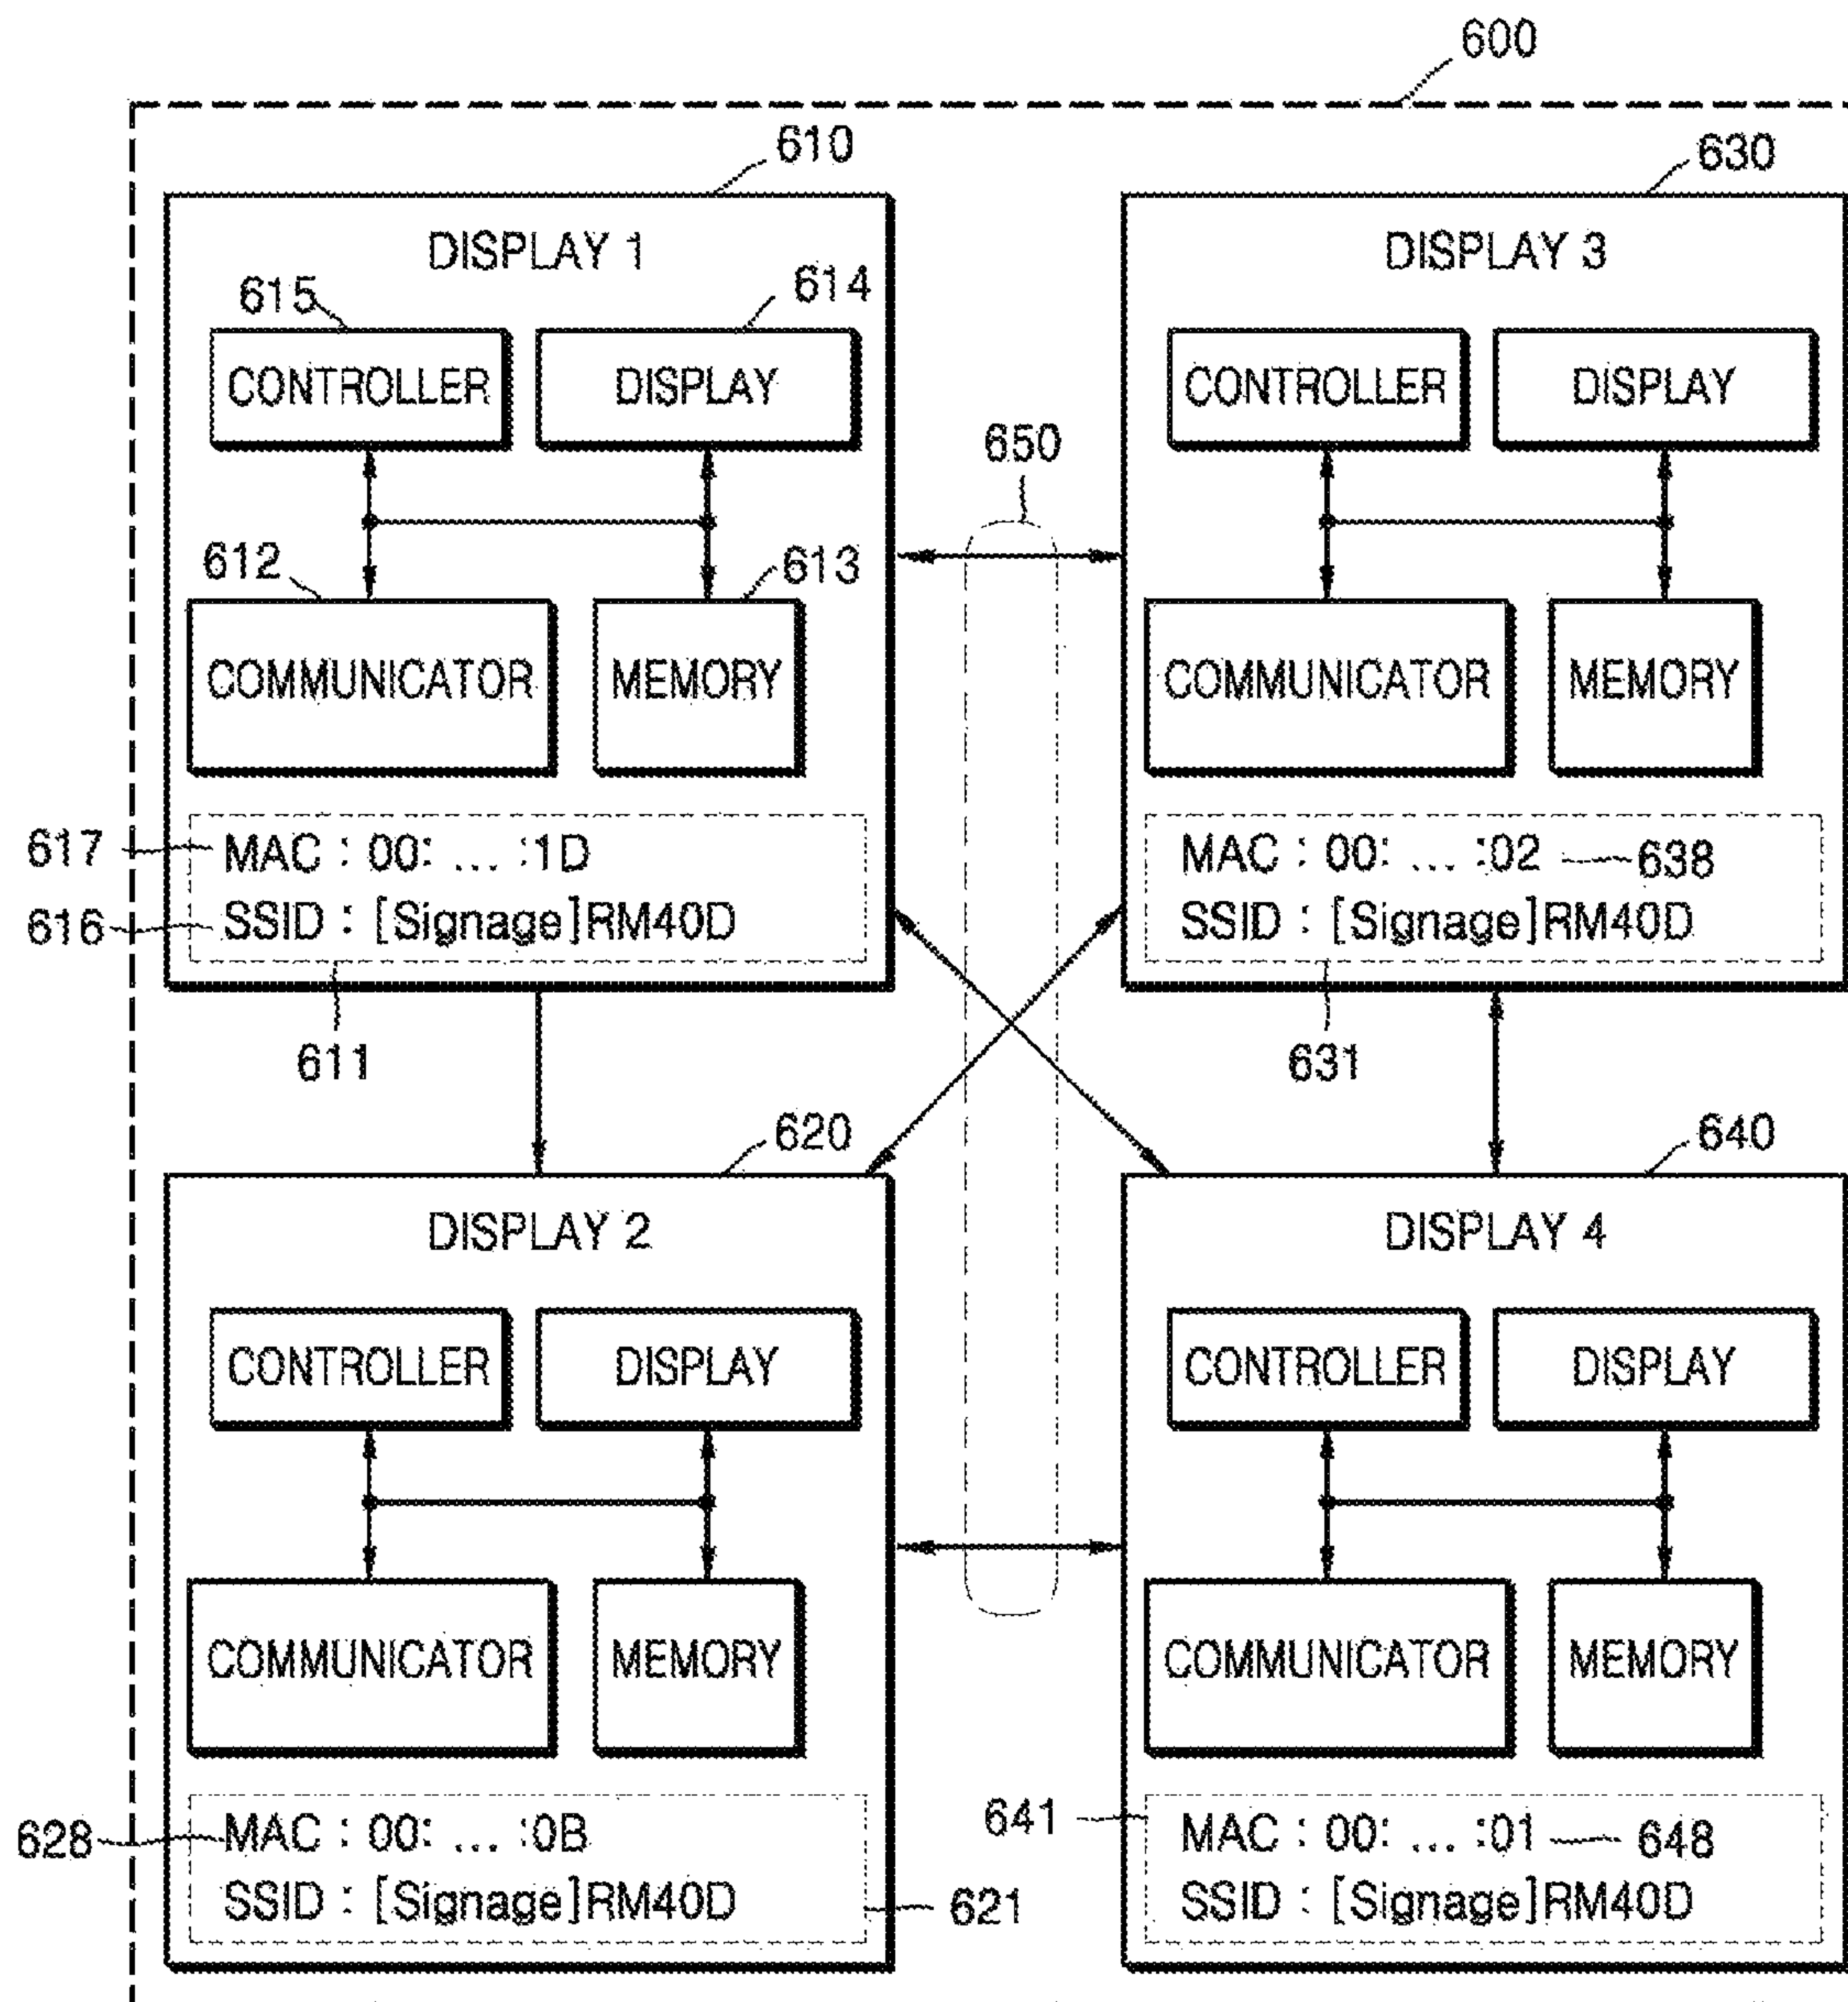 600
610
630
DISPLAY 1
DISPLAY 3
615
614
CONTROLLER
DISPLAY
CONTROLLER
DISPLAY
650
612
613
COMMUNICATOR
MEMORY
COMMUNICATOR
MEMORY
617
MAC : 00: ... :1D
MAC : 00: ... :02
638
616
SSID : [Signage]RM40D
SSID : [Signage]RM40D
611
631
620
640
DISPLAY 2
DISPLAY 4
CONTROLLER
DISPLAY
CONTROLLER
DISPLAY
COMMUNICATOR
MEMORY
COMMUNICATOR
MEMORY
628
MAC : 00: ... :0B
641
MAC : 00: ... :01
648
SSID : [Signage]RM40D
621
SSID : [Signage]RM40D